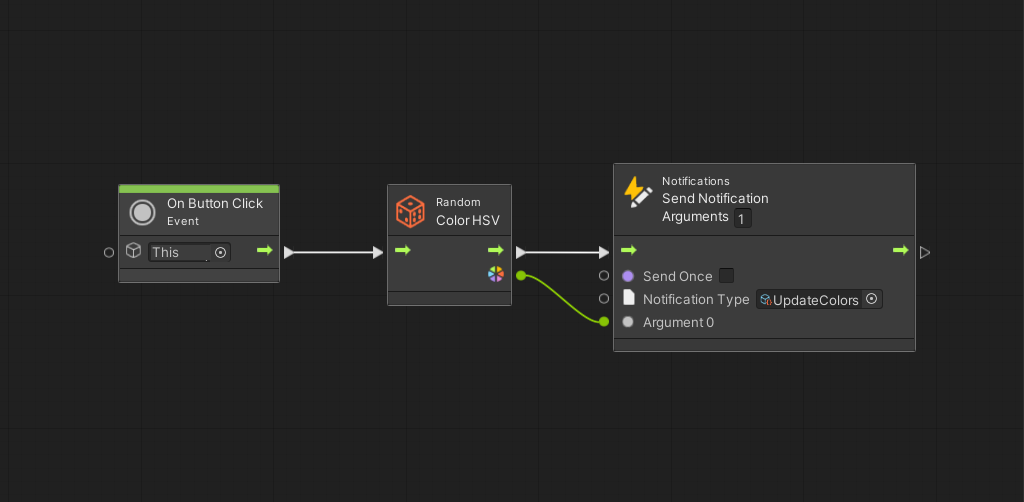 On Button Click
Event
This
Random
Color HSV
Notifications
Send Notification
Arguments 1
Send Once
Notification Type UpdateColors
Argument 0